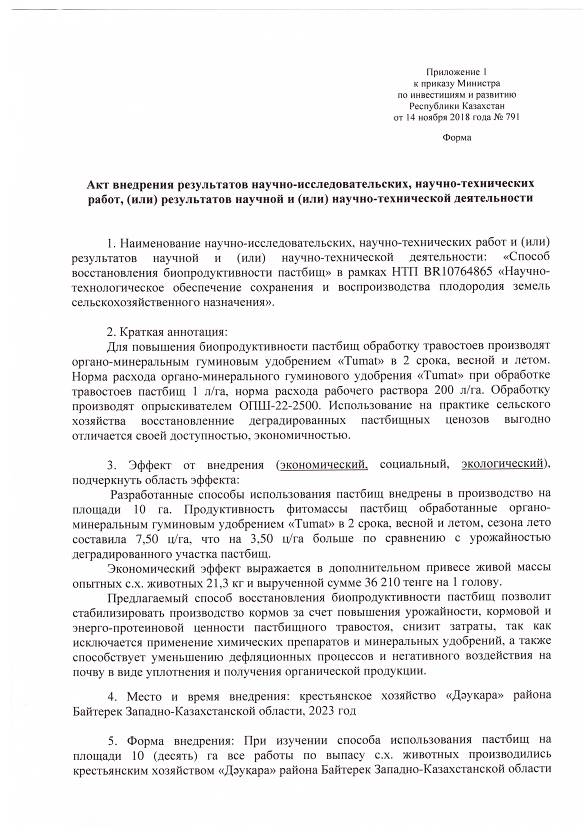 Приложение 1
к приказу Министра
по инвестициям и развитию
Республики Казахстан
от 14 ноября 2018 года № 791
Форма
Акт внедрения результатов научно-исследовательских, научно-технических
работ, (или) результатов научной и (или) научно-технической деятельности
1. Наименование научно-исследовательских, научно-технических работ и (или)
результатов научной и (или) научно-технической деятельности: «Способ
восстановления биопродуктивности пастбищ» в рамках НТП BR10764865 «Научно-
технологическое обеспечение сохранения и воспроизводства плодородия земель
сельскохозяйственного назначения».
2. Краткая аннотация:
Для повышения биопродуктивности пастбищ обработку травостоев производят
органо-минеральным гуминовым удобрением «Tumat» в 2 срока, весной и летом.
Норма расхода органо-минерального гуминового удобрения «Tumat» при обработке
травостоев пастбищ 1 л/га, норма расхода рабочего раствора 200 л/га. Обработку
производят опрыскивателем ОПШ-22-2500. Использование на практике сельского
хозяйства восстановленние деградированных пастбищных ценозов выгодно
отличается своей доступностью, экономичностью.
3. Эффект от внедрения (экономический, социальный, экологический),
подчеркнуть область эффекта:
Разработанные способы использования пастбищ внедрены в производство на
площади 10 га. Продуктивность фитомассы пастбищ обработанные органо-
минеральным гуминовым удобрением «Tumat» в 2 срока, весной и летом, сезона лето
составила 7,50 ц/га, что на 3,50 ц/га больше по сравнению с урожайностью
деградированного участка пастбищ.
Экономический эффект выражается в дополнительном привесе живой массы
опытных с.х. животных 21,3 кг и вырученной сумме 36 210 тенге на 1 голову.
Предлагаемый способ восстановления биопродуктивности пастбищ позволит
стабилизировать производство кормов за счет повышения урожайности, кормовой и
энерго-протеиновой ценности пастбищного травостоя, снизит затраты, так как
исключается применение химических препаратов и минеральных удобрений, а также
способствует уменьшению дефляционных процессов и негативного воздействия на
почву в виде уплотнения и получения органической продукции.
4. Место и время внедрения: крестьянское хозяйство «Дәукара» района
Байтерек Западно-Казахстанской области, 2023 год
5. Форма внедрения: При изучении способа использования пастбищ на
площади 10 (десять) га все работы по выпасу с.х. животных производились
крестьянским хозяйством «Дәуқара» района Байтерек Западно-Казахстанской области